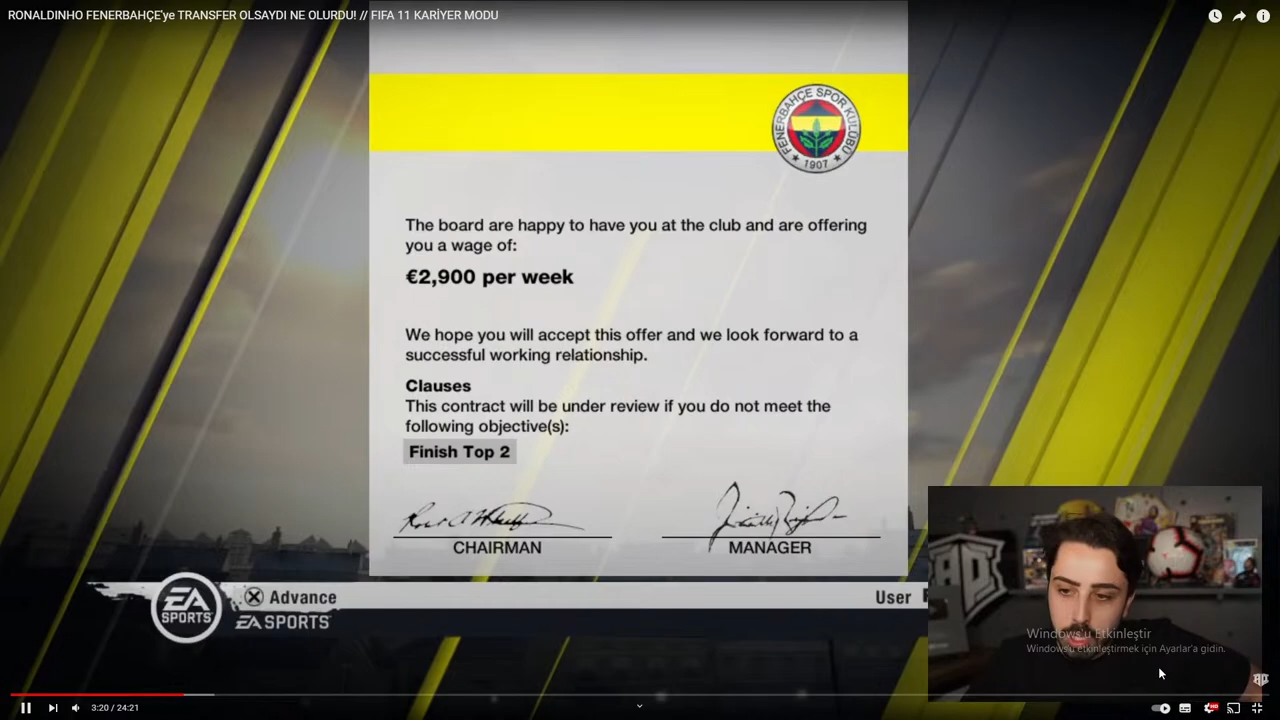 RONALDINHO FENERBAHÇE'ye TRANSFER OLSAYDI NE OLURDU! // FIFA 11 KARİYER MODU
FENERBAHÇE SPOR KULÜBÜ
1907
The board are happy to have you at the club and are offering
you a wage of:
€2,900 per week
We hope you will accept this offer and we look forward to a
successful working relationship.
Clauses
This contract will be under review if you do not meet the
following objective(s):
Finish Top 2
CHAIRMAN
MANAGER
EA
SPORTS
Advance
EA SPORTS
User
Windows'u Etkinleştir
Windows'u etkinleştirmek için Ayarlar'a gidin.
3:20 / 24:21
HD